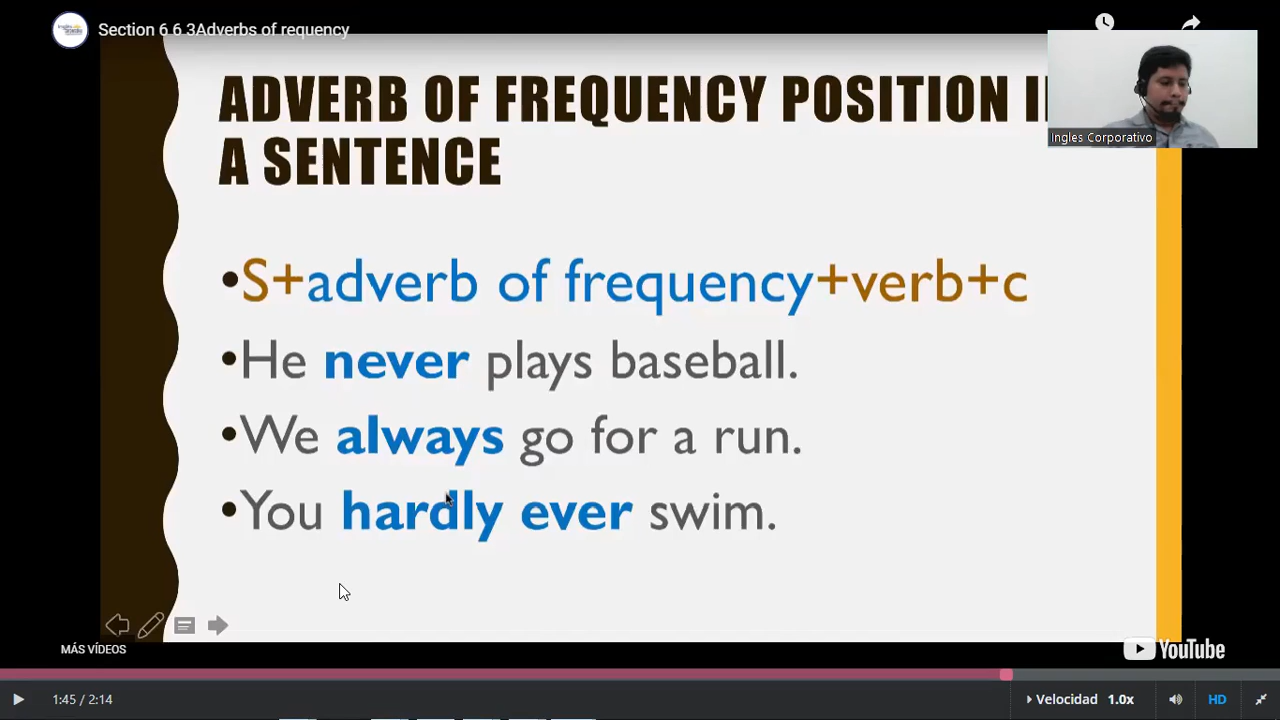 Section 6 6 3Adverbs of requency
ADVERB OF FREQUENCY POSITION I
A SENTENCE
Ingles Corporativo
•S+adverb of frequency+verb+c
•He never plays baseball.
•We always go for a run.
•You hardly ever swim.
MÁS VÍDEOS
YouTube
1:45 / 2:14
Velocidad 1.0x
HD